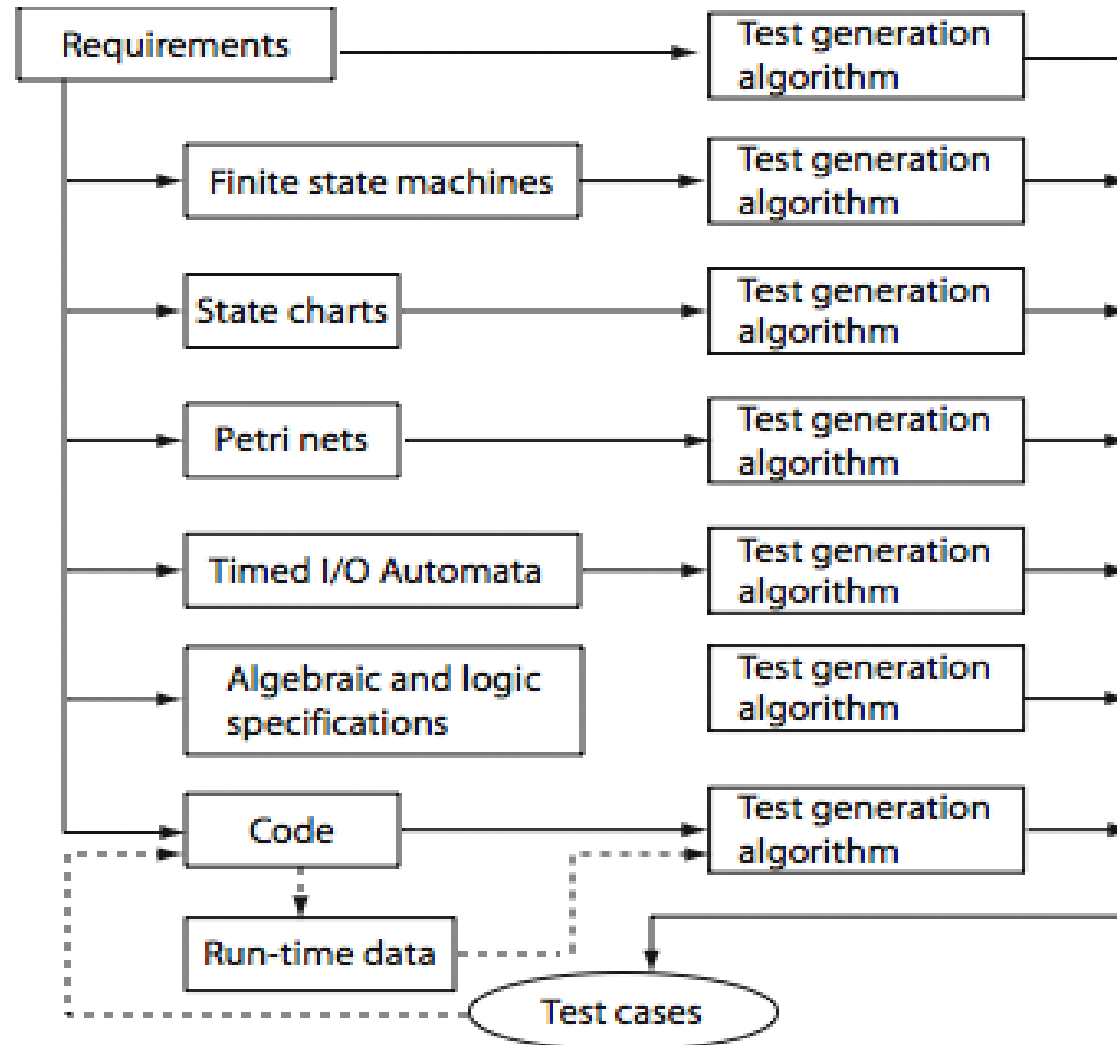 Requirements
Test generation
algorithm
Finite state machines
Test generation
algorithm
State charts
Test generation
algorithm
Petri nets
Test generation
algorithm
Timed I/O Automata
Test generation
algorithm
Algebraic and logic
specifications
Test generation
algorithm
Code
Test generation
algorithm
Run-time data
Test cases